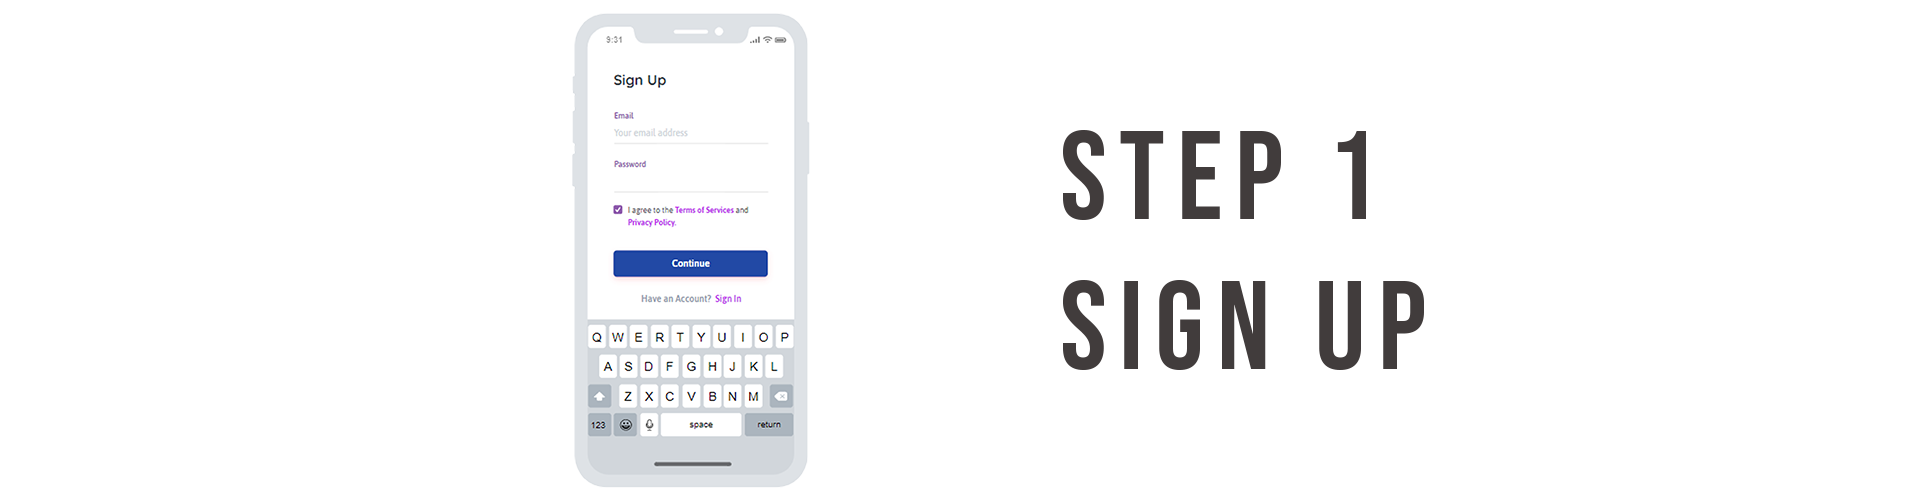 9:31
Sign Up
Email
Your email address
Password
I agree to the Terms of Services and
Privacy Policy.
Continue
Have an Account? Sign In
Q W E R T Y U I O P
A S D F G H J K L
Z X C V B N M
123 space return
STEP 1
SIGN UP